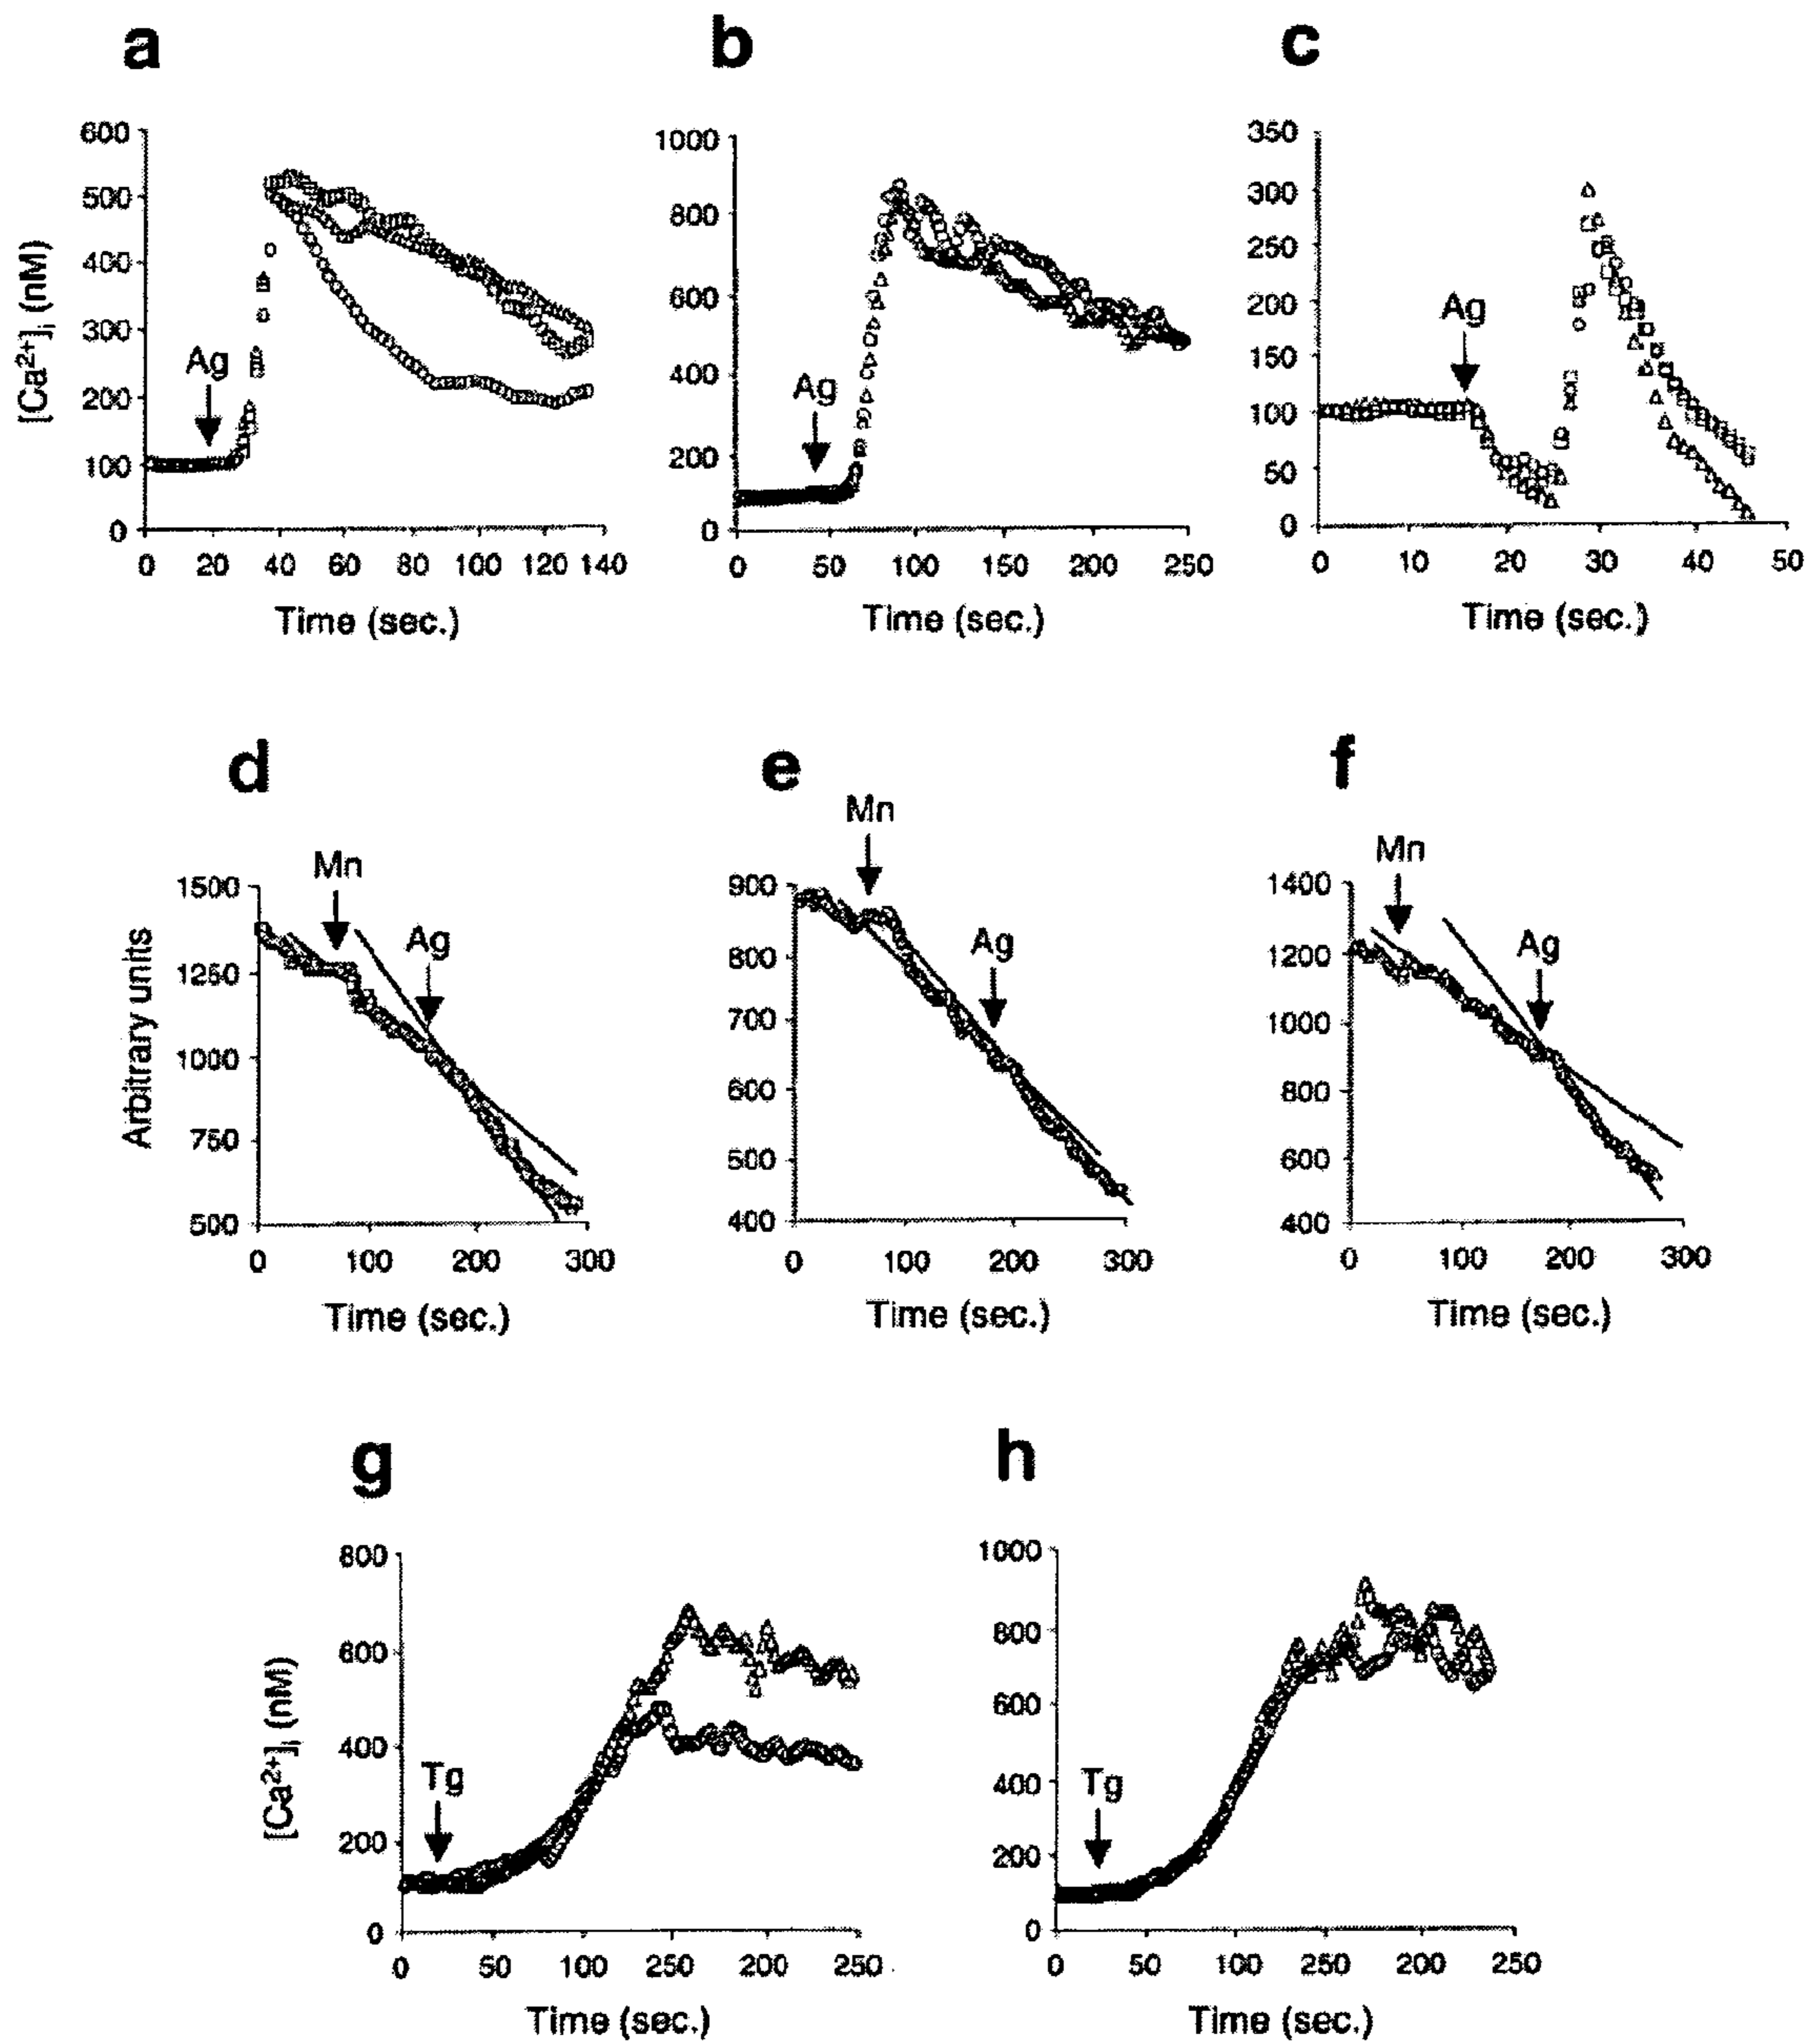 a b c
600 1000 350
500 800 300
400 600 250
300 400 200
200 200 150
100 0 100
0 50
0
[Ca²⁺]ᵢ (nM)
Ag Ag Ag
0 20 40 60 80 100 120 140 0 50 100 150 200 250 0 10 20 30 40 50
Time (sec.) Time (sec.) Time (sec.)
d e f
Mn Mn Mn
Ag Ag Ag
1500 900 1400
1250 800 1200
1000 700 1000
750 600 800
500 500 600
400 400
Arbitrary units
0 100 200 300 0 100 200 300 0 100 200 300
Time (sec.) Time (sec.) Time (sec.)
g h
800 1000
600 800
400 600
200 400
0 200
0
[Ca²⁺]ᵢ (nM)
Tg Tg
0 50 100 250 200 250 0 50 100 250 200 250
Time (sec.) Time (sec.)